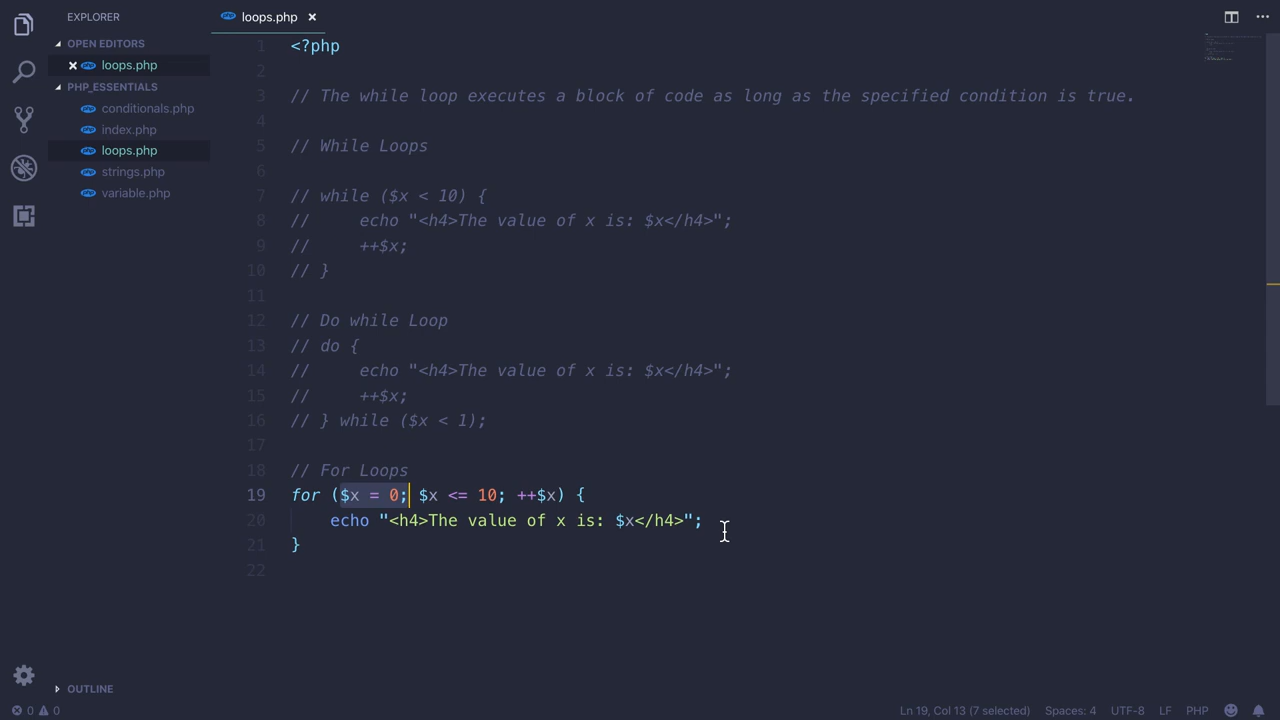 EXPLORER
loops.php
OPEN EDITORS
loops.php
PHP_ESSENTIALS
conditionals.php
index.php
loops.php
strings.php
variable.php
1 <?php
2
3 // The while loop executes a block of code as long as the specified condition is true.
4
5 // While Loops
6
7 // while ($x < 10) {
8 //     echo "<h4>The value of x is: $x</h4>";
9 //     ++$x;
10 // }
11
12 // Do while Loop
13 // do {
14 //     echo "<h4>The value of x is: $x</h4>";
15 //     ++$x;
16 // } while ($x < 1);
17
18 // For Loops
19 for ($x = 0; $x <= 10; ++$x) {
20     echo "<h4>The value of x is: $x</h4>";
21 }
22
OUTLINE
0 0
Ln 19, Col 13 (7 selected) Spaces: 4 UTF-8 LF PHP